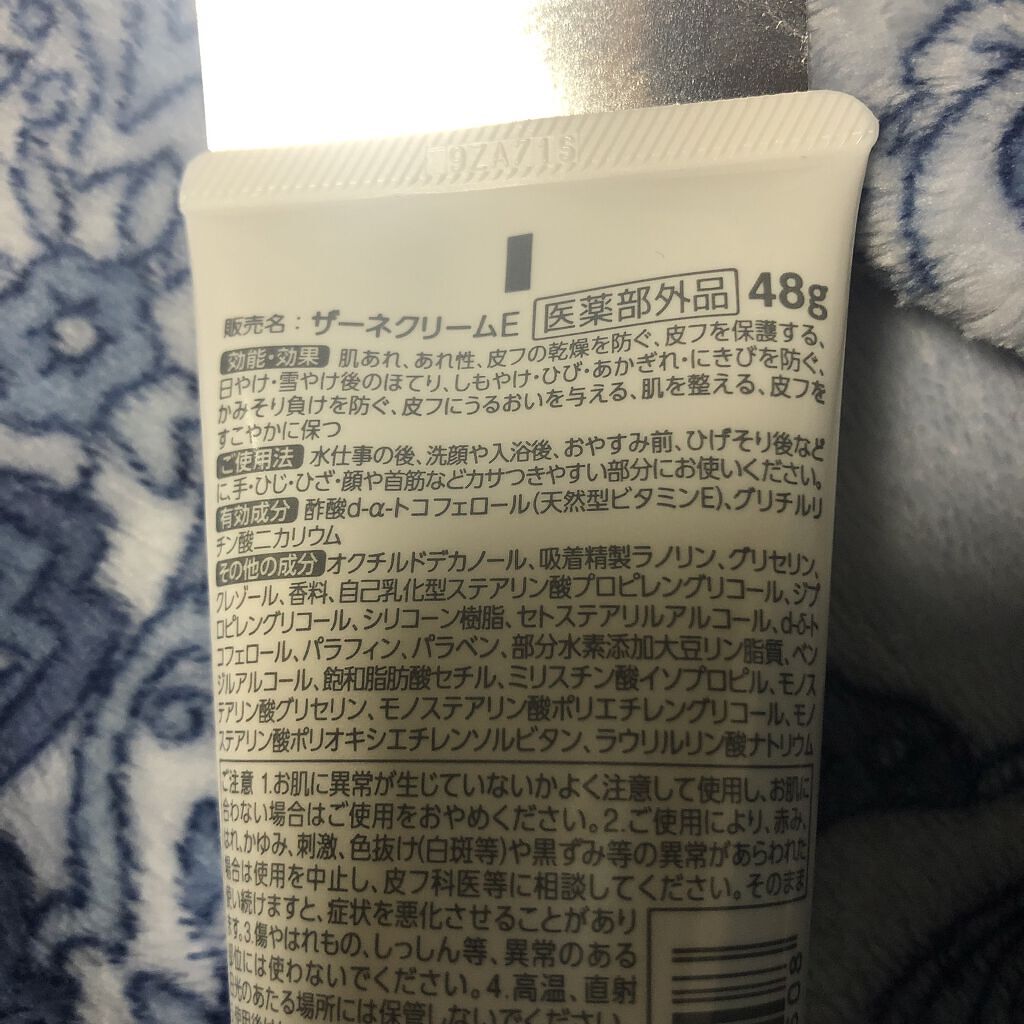 9ZA716
販売名：ザーネクリームE 医薬部外品 48g
効能・効果 肌あれ、あれ性、皮フの乾燥を防ぐ、皮フを保護する、
日やけ・雪やけ後のほてり、しもやけ・ひび・あかぎれ・にきびを防ぐ、
かみそり負けを防ぐ、皮フにうるおいを与える、肌を整える、皮フを
すこやかに保つ
ご使用法 水仕事の後、洗顔や入浴後、おやすみ前、ひげそり後など
に、手・ひじ・ひざ・顔や首筋などカサつきやすい部分にお使いください。
有効成分 酢酸d-α-トコフェロール(天然型ビタミンE)、グリチルリ
チン酸二カリウム
その他の成分 オクチルドデカノール、吸着精製ラノリン、グリセリン、
クレゾール、香料、自己乳化型ステアリン酸プロピレングリコール、ジプ
ロピレングリコール、シリコーン樹脂、セトステアリルアルコール、d-δ-ト
コフェロール、パラフィン、パラベン、部分水素添加大豆リン脂質、ベン
ジルアルコール、飽和脂肪酸セチル、ミリスチン酸イソプロピル、モノス
テアリン酸グリセリン、モノステアリン酸ポリエチレングリコール、モノ
ステアリン酸ポリオキシエチレンソルビタン、ラウリルリン酸ナトリウム
ご注意 1.お肌に異常が生じていないかよく注意して使用し、お肌に
合わない場合はご使用をおやめください。2.ご使用により、赤み、
はれ、かゆみ、刺激、色抜け(白斑等)や黒ずみ等の異常があらわれた
場合は使用を中止し、皮フ科医等に相談してください。そのまま
使い続けますと、症状を悪化させることがあり
ます。3.傷やはれもの、しっしん等、異常のある
部位には使わないでください。4.高温、直射
日光のあたる場所には保管しないでください